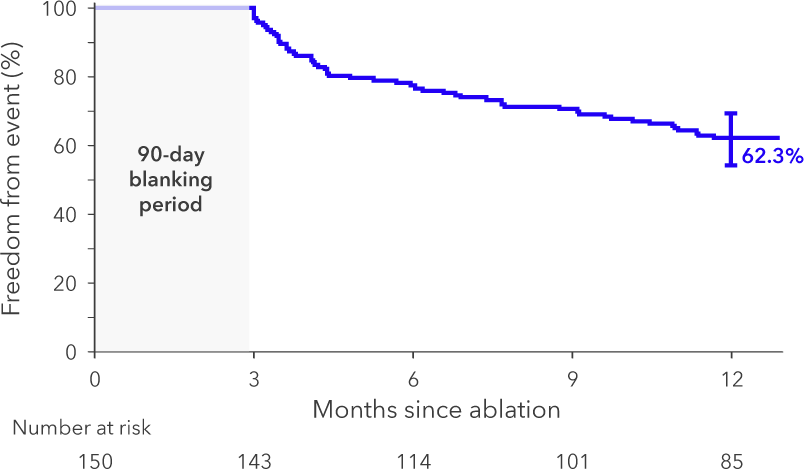 Freedom from event (%)
100
80
60
40
20
0
90-day
blanking
period
62.3%
0 3 6 9 12
Months since ablation
Number at risk
150 143 114 101 85